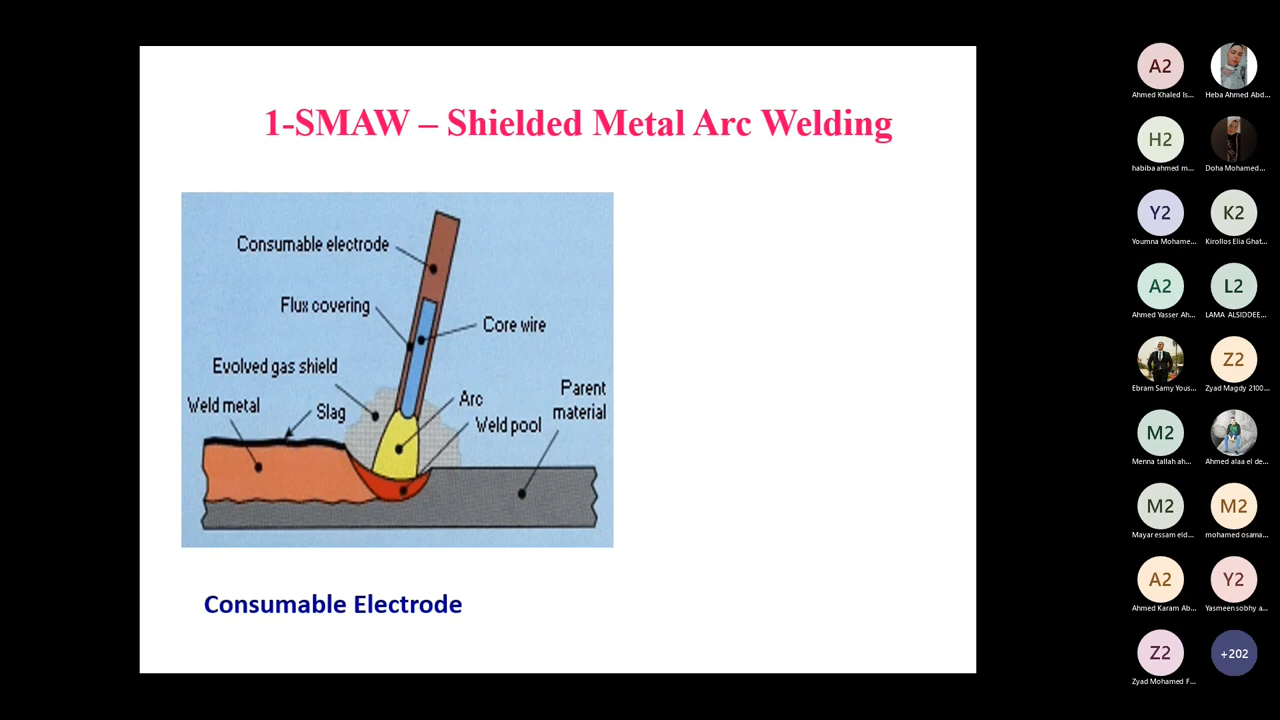 1-SMAW – Shielded Metal Arc Welding
Consumable electrode
Flux covering
Core wire
Evolved gas shield
Parent
material
Weld metal
Slag
Arc
Weld pool
Consumable Electrode
A2
Ahmed Khaled Is...
Heba Ahmed Abd...
H2
habiba ahmed m...
Doha Mohamed...
Y2
Youmna Mohame...
K2
Kirollos Elia Ghat...
A2
Ahmed Yasser Ah...
L2
LAMA ALSIDDEE...
Ebram Samy Yous...
Z2
Zyad Magdy 2100...
M2
Menna tallah ah...
Ahmed alaa el de...
M2
Mayar essam eld...
M2
mohamed osama...
A2
Ahmed Karam Ab...
Y2
Yasmeen sobhy a...
Z2
Zyad Mohamed F...
+202